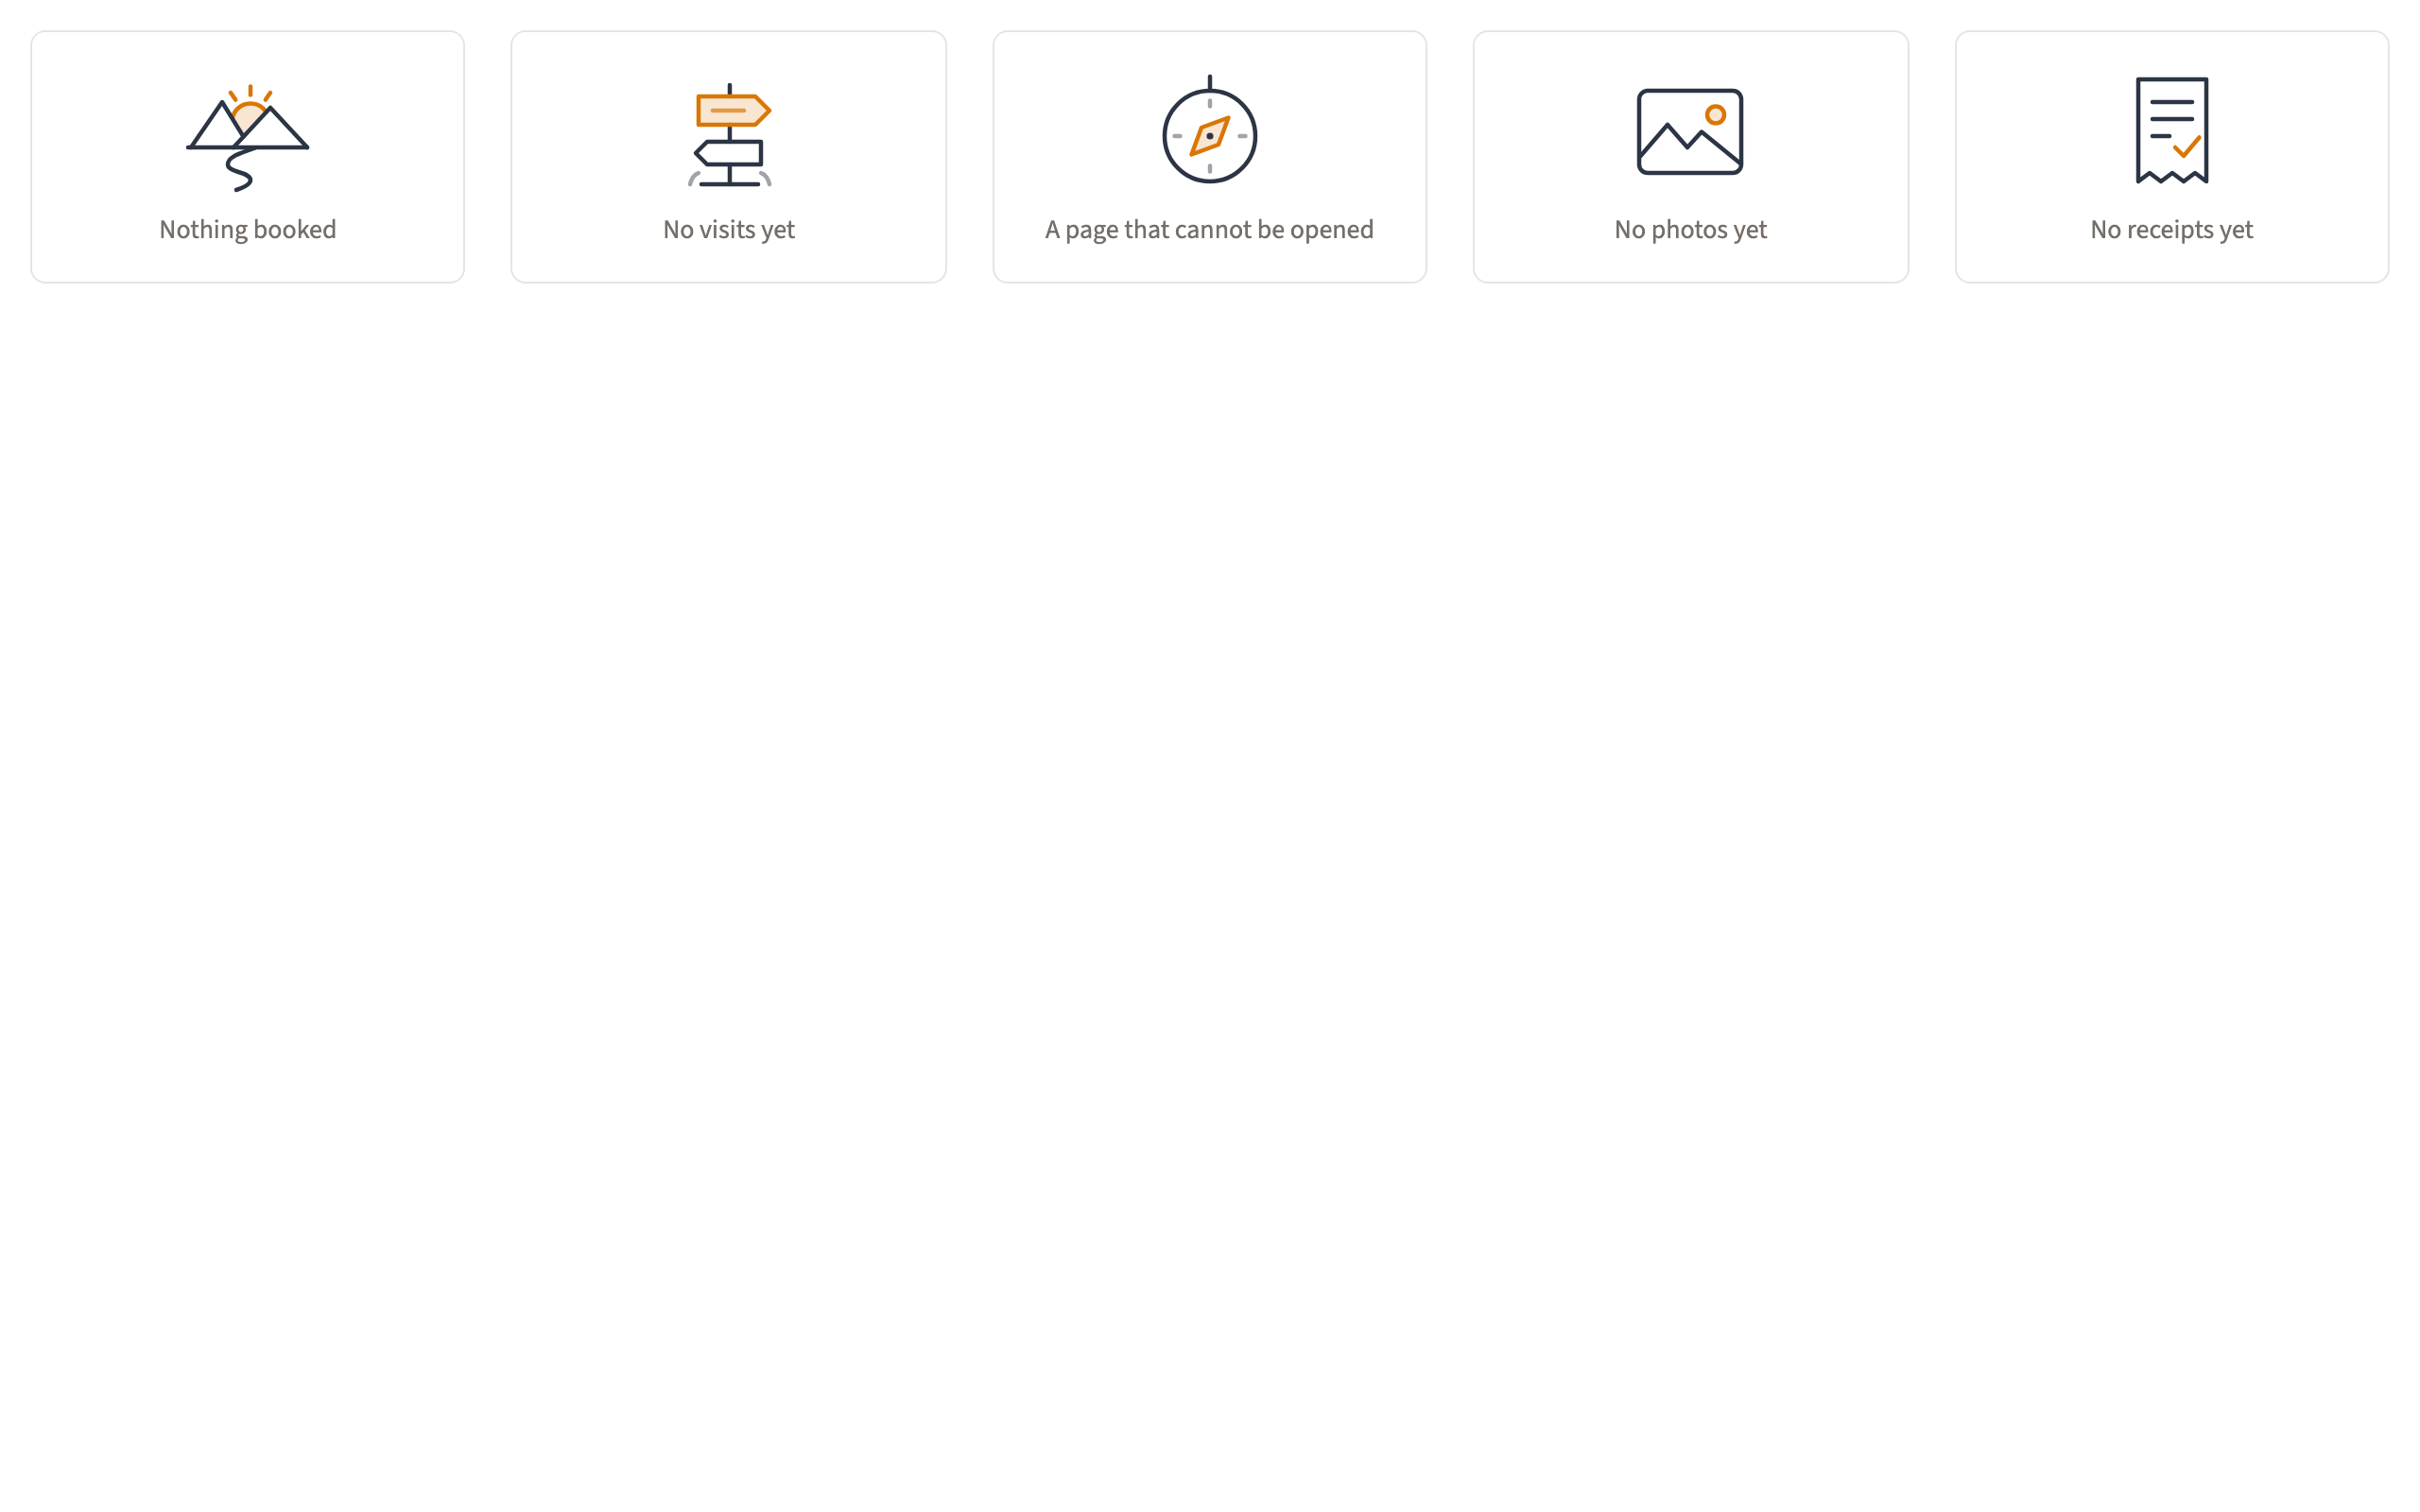 Nothing booked
No visits yet
A page that cannot be opened
No photos yet
No receipts yet